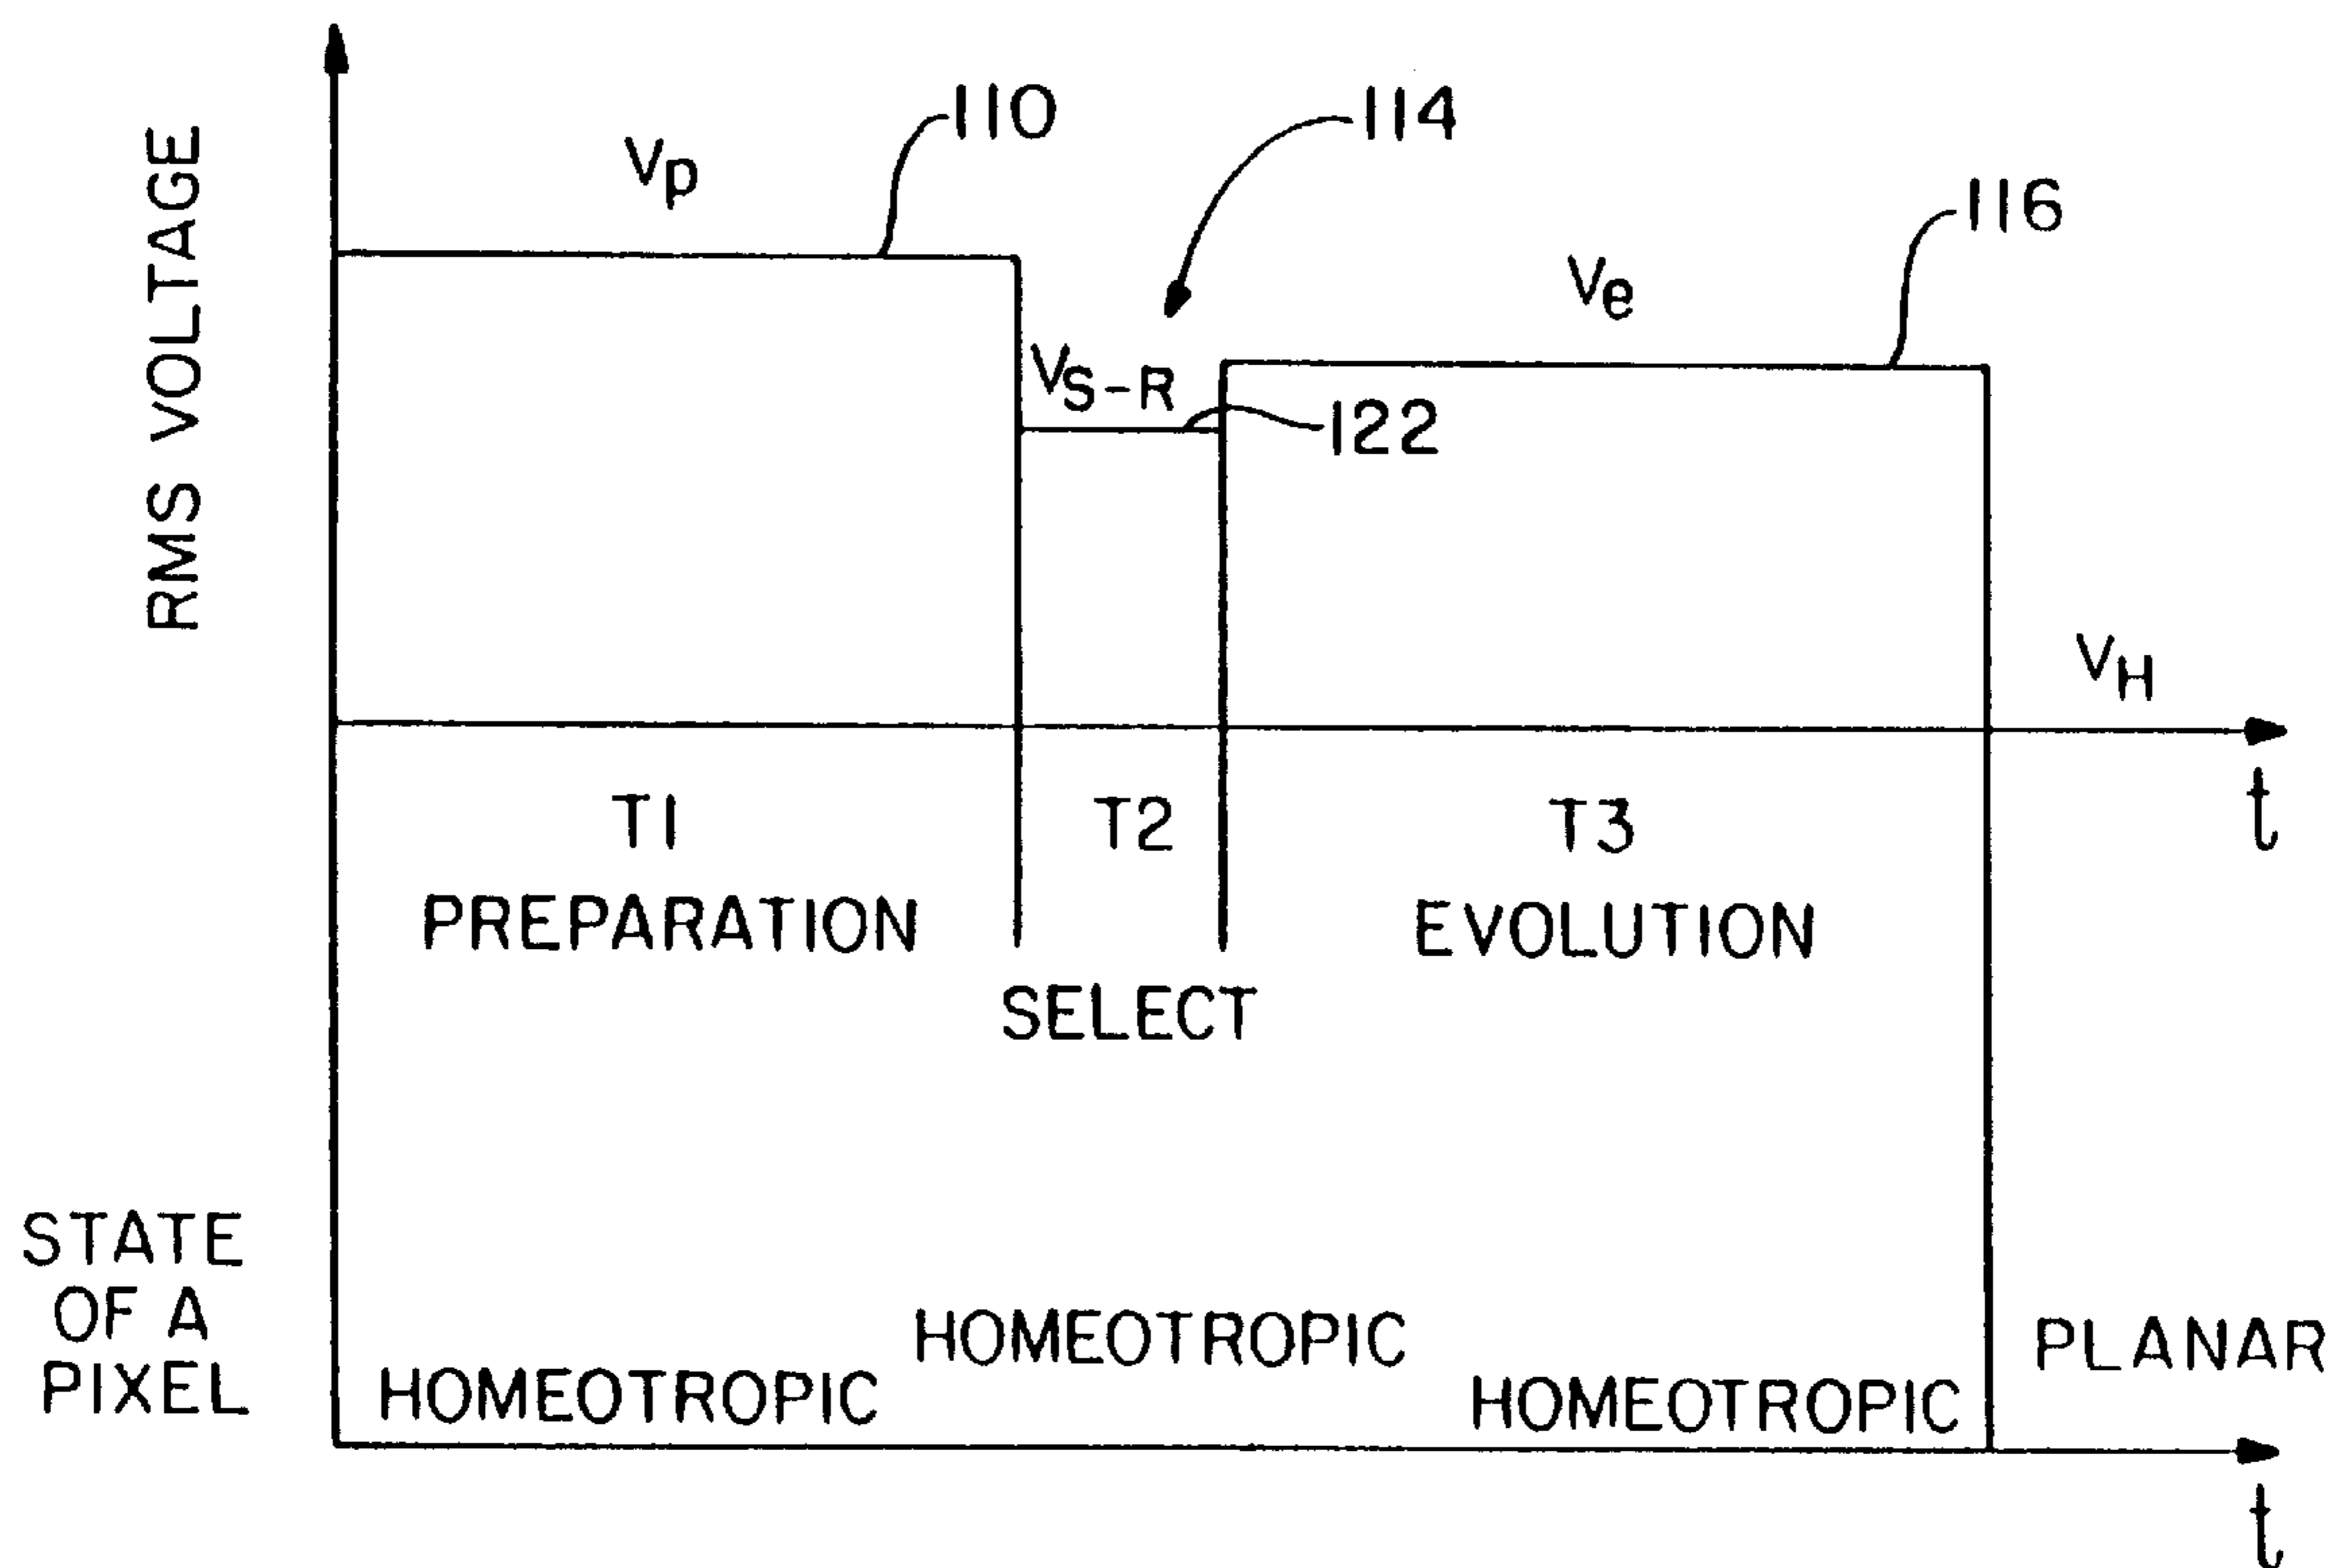 RMS VOLTAGE
Vp
110
114
116
Ve
VS-R
122
VH
t
T1
T2
T3
PREPARATION
EVOLUTION
SELECT
STATE
OF A
PIXEL
HOMEOTROPIC
HOMEOTROPIC
HOMEOTROPIC
PLANAR
t